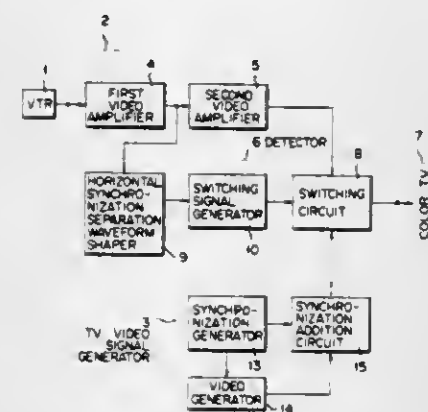 2
1
4
5
VTR
FIRST
VIDEO
AMPLIFIER
SECOND
VIDEO
AMPLIFIER
7
6 DETECTOR
8
HORIZONTAL
SYNCHRO-
NIZATION
SEPARATION
WAVEFORM
SHAPER
SWITCHING
SIGNAL
GENERATOR
SWITCHING
CIRCUIT
COLOR TV
9
10
3
TV VIDEO
SIGNAL
GENERATOR
SYNCHRO-
NIZATION
GENERATOR
SYNCHRO-
NIZATION
ADDITION
CIRCUIT
13
15
VIDEO
GENERATOR
14